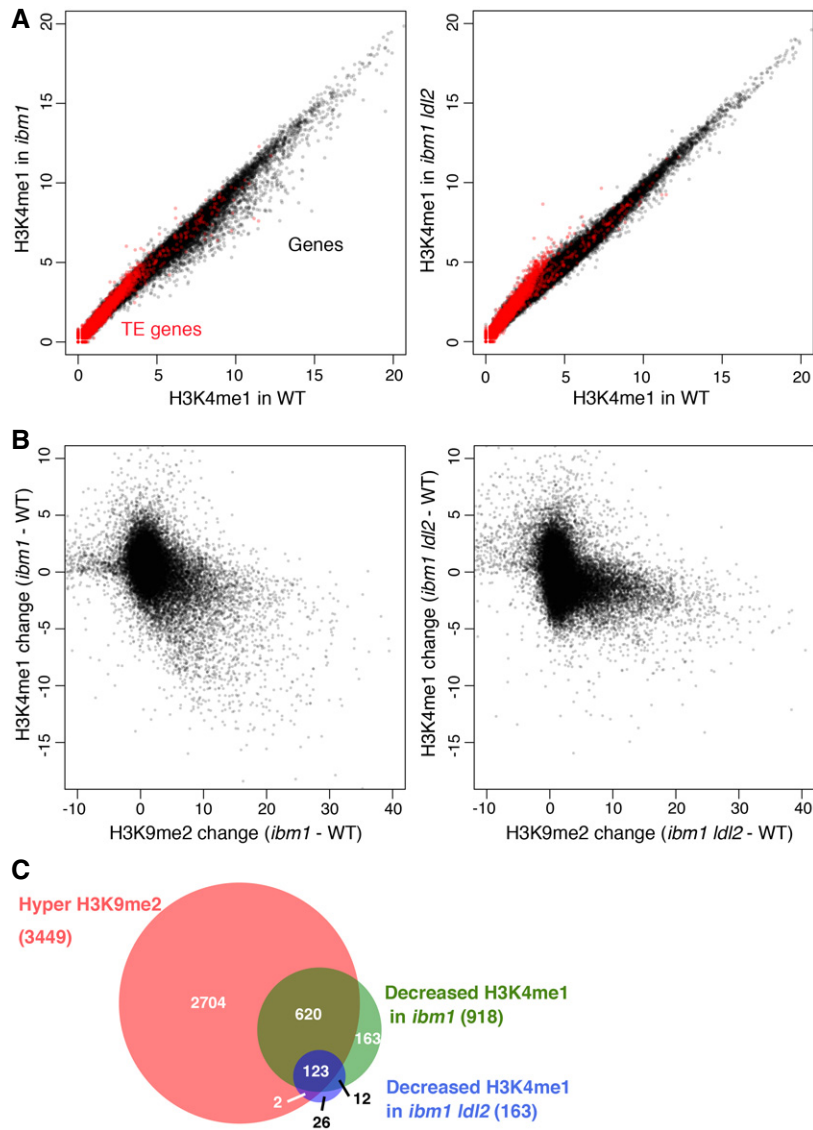 A
20
15
10
5
0
H3K4me1 in ibm1
Genes
TE genes
0 5 10 15 20
H3K4me1 in WT
20
15
10
5
0
H3K4me1 in ibm1 ldl2
0 5 10 15 20
H3K4me1 in WT
B
10
5
0
-5
-10
-15
H3K4me1 change (ibm1 - WT)
-10 0 10 20 30 40
H3K9me2 change (ibm1 - WT)
10
5
0
-5
-10
-15
H3K4me1 change (ibm1 ldl2 - WT)
-10 0 10 20 30 40
H3K9me2 change (ibm1 ldl2 - WT)
C
Hyper H3K9me2
(3449)
2704
620
163
123
2
26
12
Decreased H3K4me1
in ibm1 (918)
Decreased H3K4me1
in ibm1 ldl2 (163)